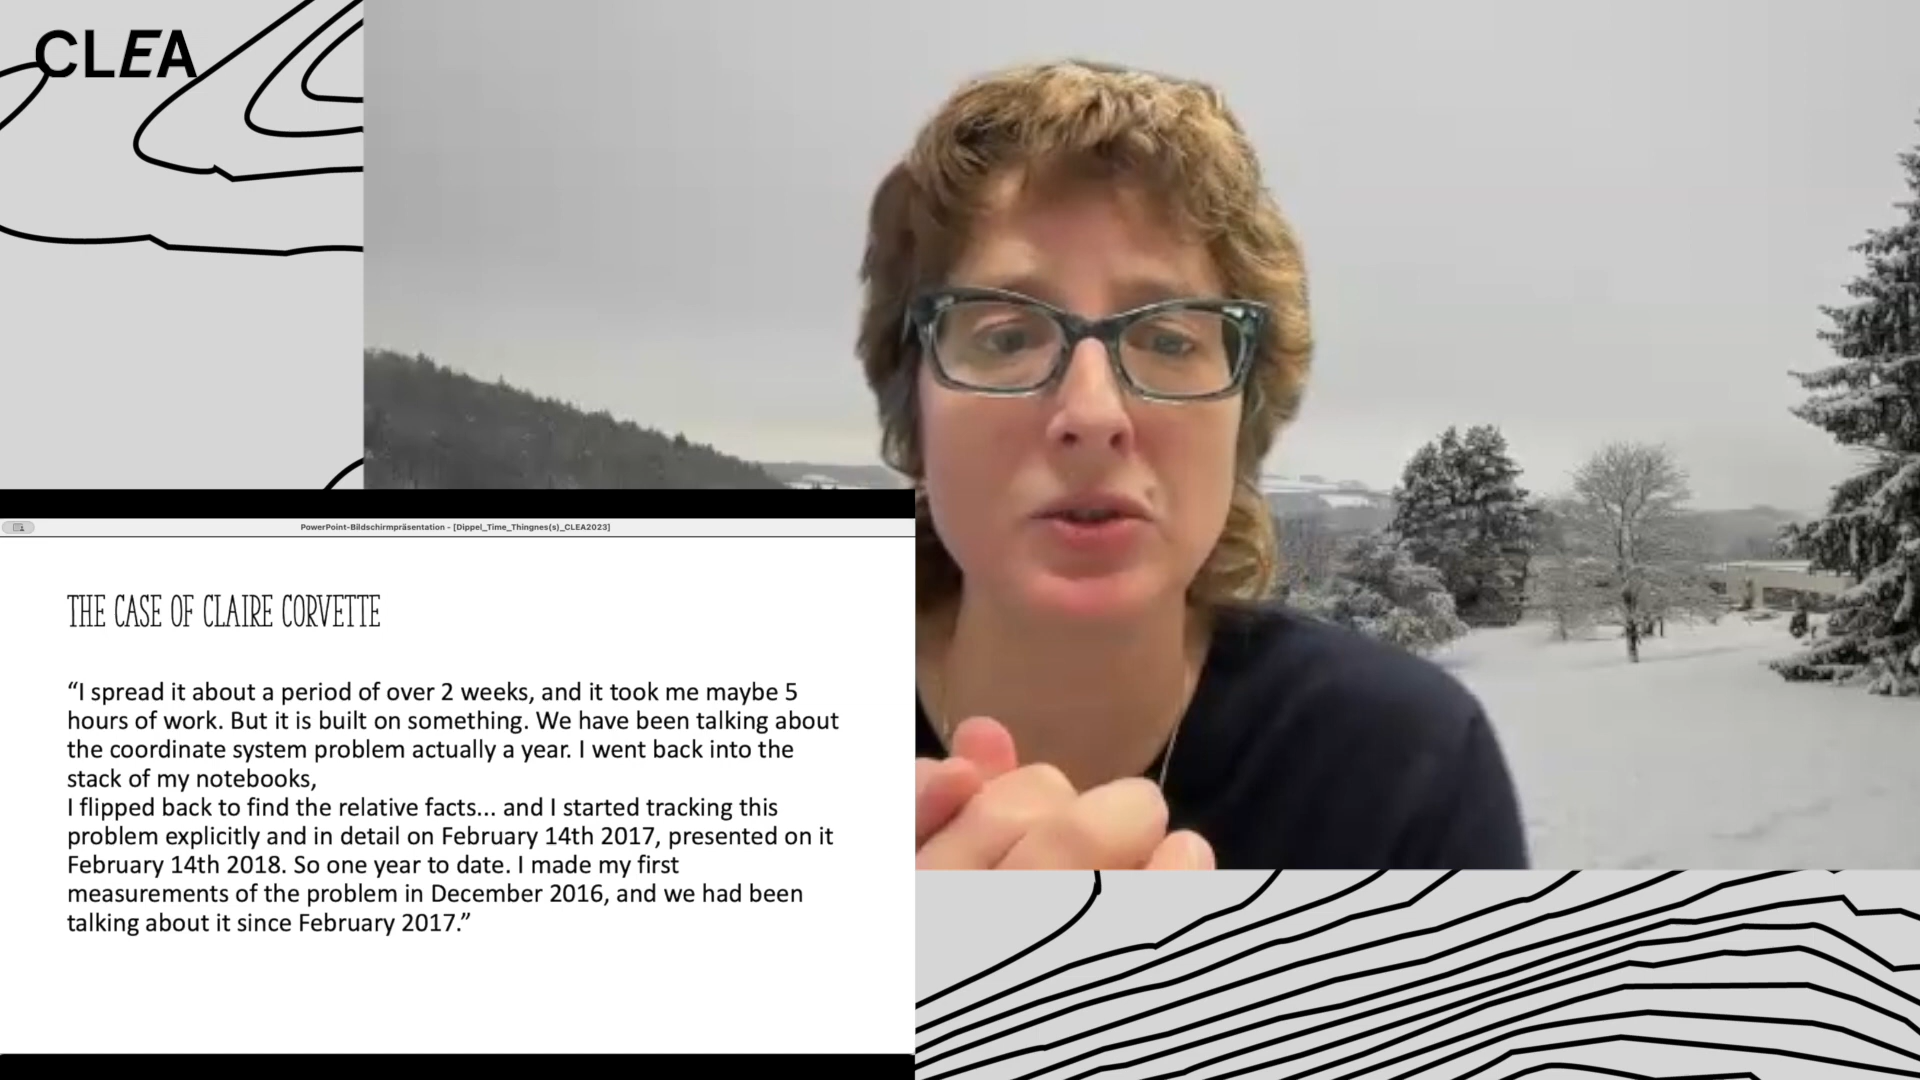 CLEA
PowerPoint-Bildschirmpräsentation - [Dippel_Time_Thingnes(s)_CLEA2023]
THE CASE OF CLAIRE CORVETTE
“I spread it about a period of over 2 weeks, and it took me maybe 5
hours of work. But it is built on something. We have been talking about
the coordinate system problem actually a year. I went back into the
stack of my notebooks,
I flipped back to find the relative facts... and I started tracking this
problem explicitly and in detail on February 14th 2017, presented on it
February 14th 2018. So one year to date. I made my first
measurements of the problem in December 2016, and we had been
talking about it since February 2017.”